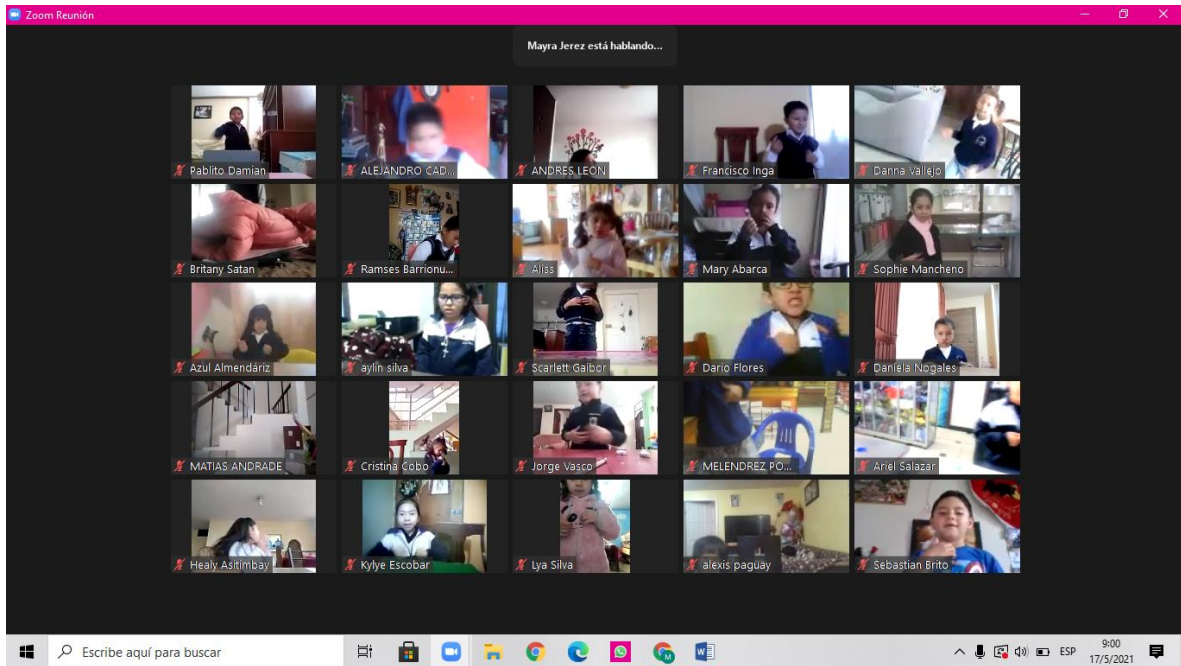 Zoom Reunión
Mayra Jerez está hablando...
Pablito Damian
ALEJANDRO CAD...
ANDRES LEON
Francisco Inga
Danna Vallejo
Britany Satan
Ramses Barrionu...
Aliss
Mary Abarca
Sophie Mancheno
Azul Almendáriz
aylin silva
Scarlett Gaibor
Dario Flores
Daniela Nogales
MATIAS ANDRADE
Cristina Cobo
Jorge Vasco
MELENDREZ PO...
Ariel Salazar
Healy Asitimbay
Kylye Escobar
Lya Silva
alexis paguay
Sebastian Brito
Escribe aquí para buscar
ESP
9:00
17/5/2021